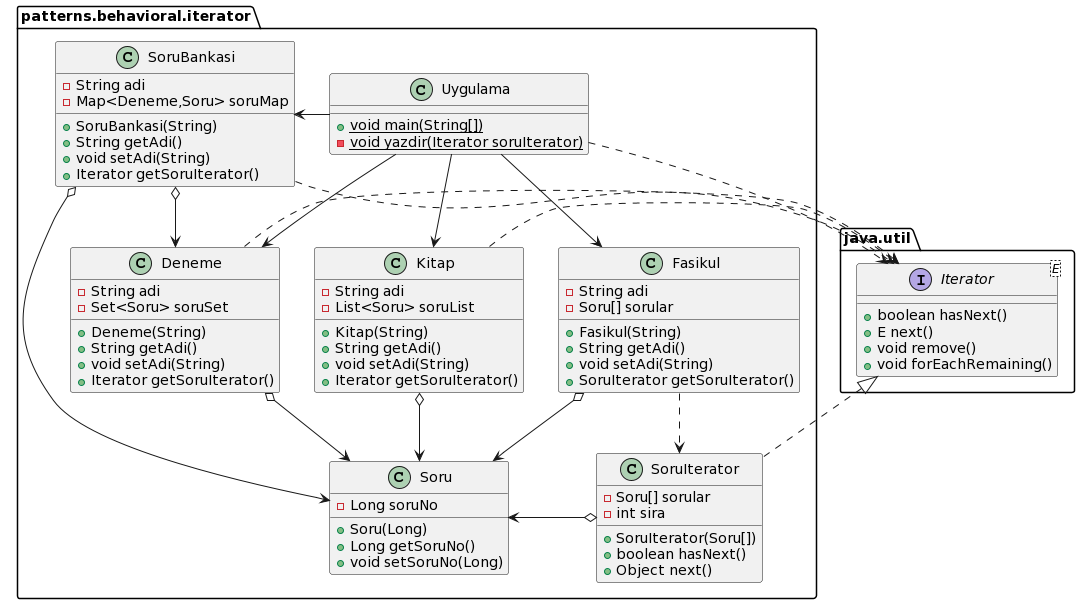 patterns.behavioral.iterator
C SoruBankasi
String adi
Map<Deneme,Soru> soruMap
SoruBankasi(String)
String getAdi()
void setAdi(String)
Iterator getSoruIterator()
C Uygulama
void main(String[])
void yazdir(Iterator soruIterator)
C Deneme
String adi
Set<Soru> soruSet
Deneme(String)
String getAdi()
void setAdi(String)
Iterator getSoruIterator()
C Kitap
String adi
List<Soru> soruList
Kitap(String)
String getAdi()
void setAdi(String)
Iterator getSoruIterator()
C Fasikul
String adi
Soru[] sorular
Fasikul(String)
String getAdi()
void setAdi(String)
SoruIterator getSoruIterator()
java.util
I Iterator E
boolean hasNext()
E next()
void remove()
void forEachRemaining()
C Soru
Long soruNo
Soru(Long)
Long getSoruNo()
void setSoruNo(Long)
C SoruIterator
Soru[] sorular
int sira
SoruIterator(Soru[])
boolean hasNext()
Object next()